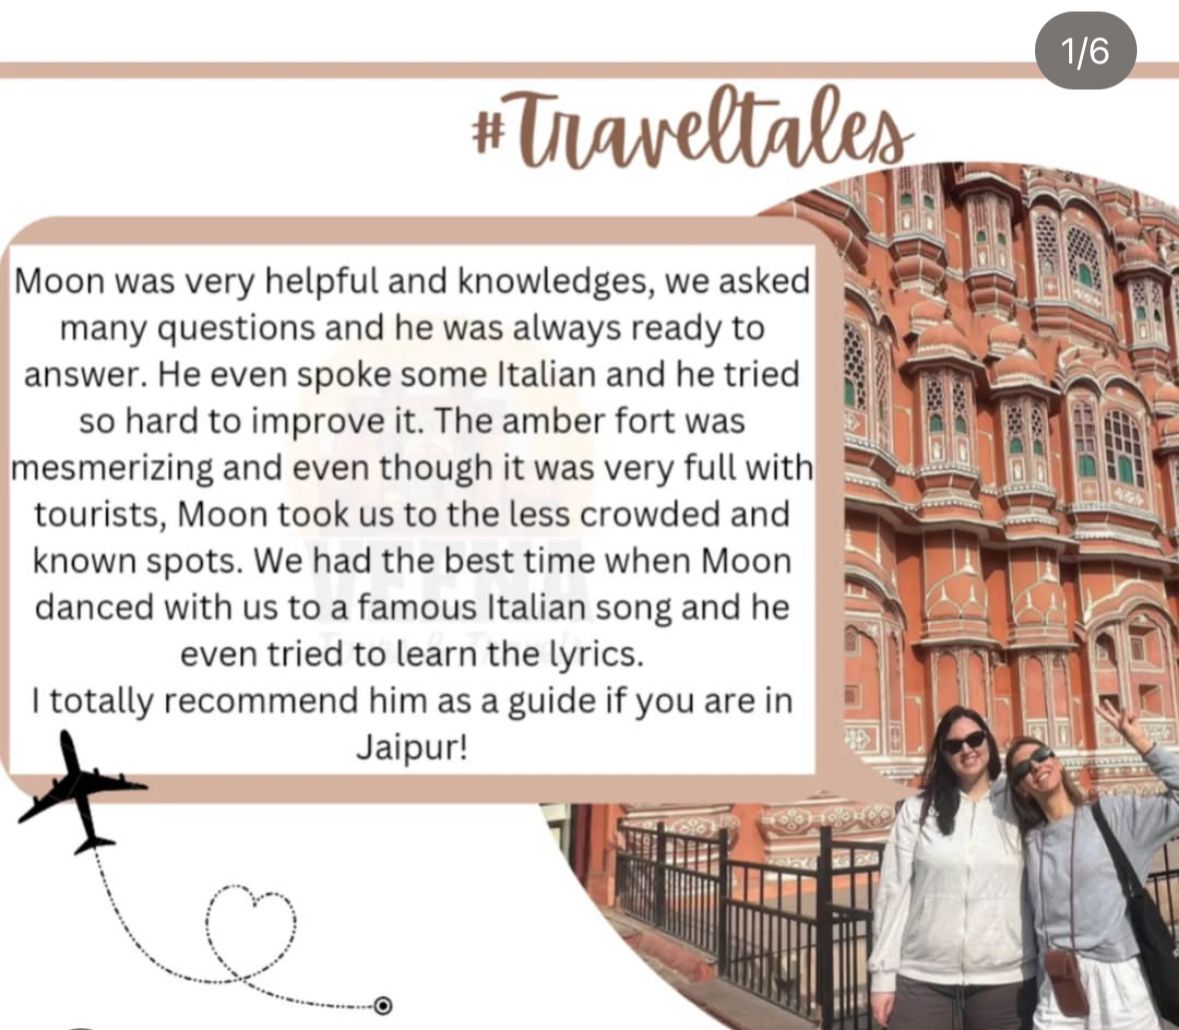 1/6
#Traveltales
Moon was very helpful and knowledges, we asked
many questions and he was always ready to
answer. He even spoke some Italian and he tried
so hard to improve it. The amber fort was
mesmerizing and even though it was very full with
tourists, Moon took us to the less crowded and
known spots. We had the best time when Moon
danced with us to a famous Italian song and he
even tried to learn the lyrics.
I totally recommend him as a guide if you are in
Jaipur!
VEENA
Tours & Travels